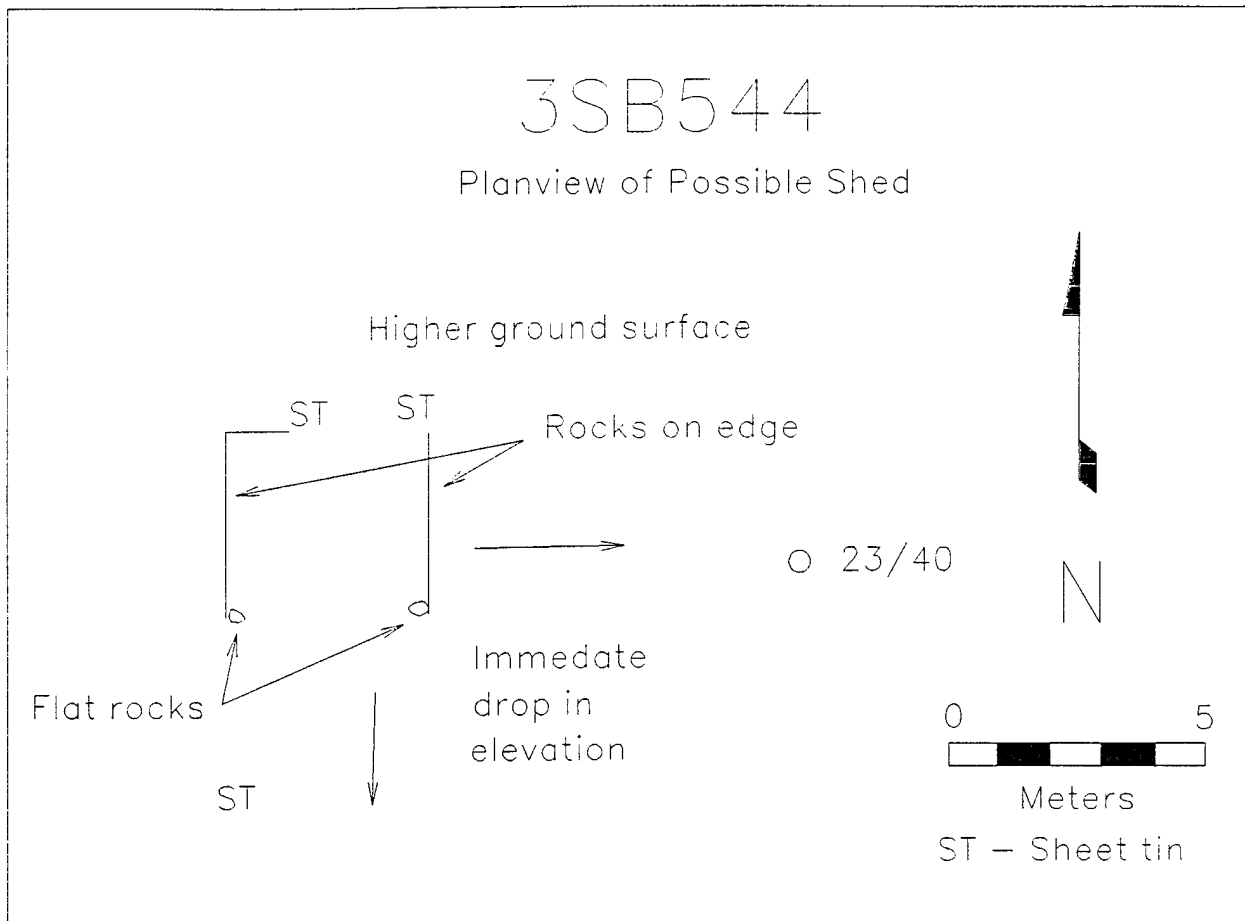 3SB544
Planview of Possible Shed
Higher ground surface
ST
ST
Rocks on edge
23/40
N
Immedate
drop in
elevation
Flat rocks
ST
0
5
Meters
ST – Sheet tin